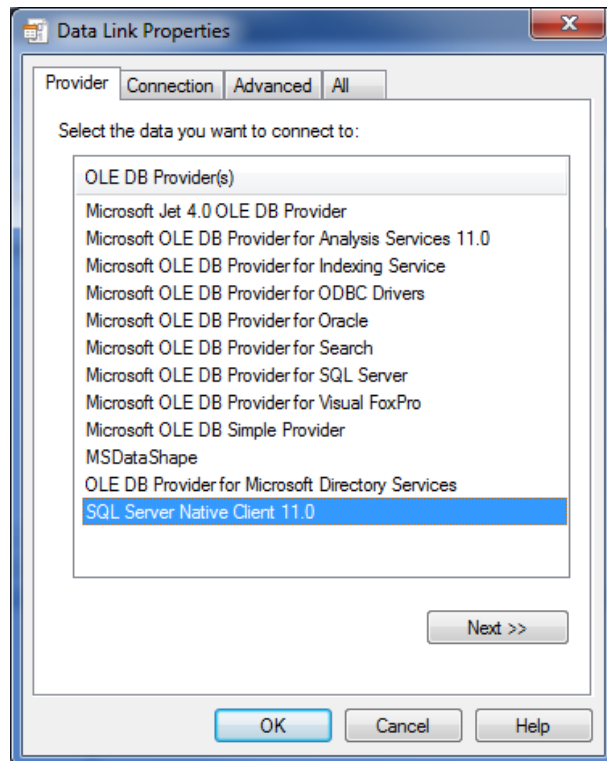 Data Link Properties
Provider Connection Advanced All
Select the data you want to connect to:
OLE DB Provider(s)
Microsoft Jet 4.0 OLE DB Provider
Microsoft OLE DB Provider for Analysis Services 11.0
Microsoft OLE DB Provider for Indexing Service
Microsoft OLE DB Provider for ODBC Drivers
Microsoft OLE DB Provider for Oracle
Microsoft OLE DB Provider for Search
Microsoft OLE DB Provider for SQL Server
Microsoft OLE DB Provider for Visual FoxPro
Microsoft OLE DB Simple Provider
MSDataShape
OLE DB Provider for Microsoft Directory Services
SQL Server Native Client 11.0
Next >>
OK Cancel Help